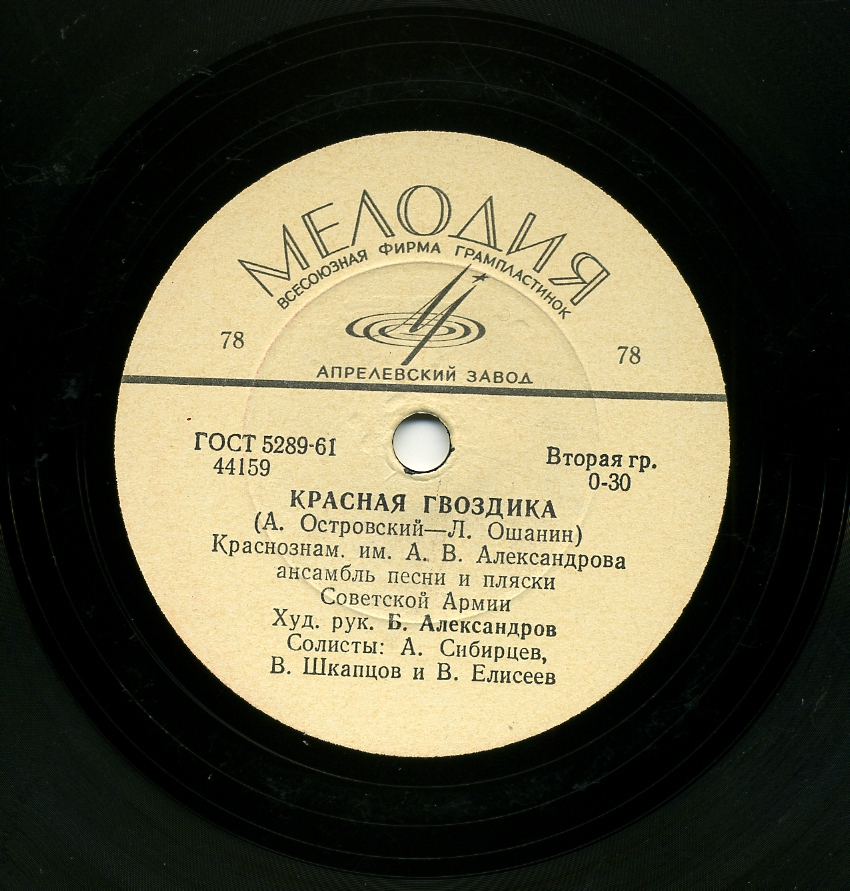 МЕЛОДИЯ
ВСЕСОЮЗНАЯ ФИРМА ГРАМПЛАСТИНОК
78
78
АПРЕЛЕВСКИЙ ЗАВОД
ГОСТ 5289-61
44159
Вторая гр.
0-30
КРАСНАЯ ГВОЗДИКА
(А. Островский—Л. Ошанин)
Краснознам. им. А. В. Александрова
ансамбль песни и пляски
Советской Армии
Худ. рук. Б. Александров
Солисты: А. Сибирцев,
В. Шкапцов и В. Елисеев